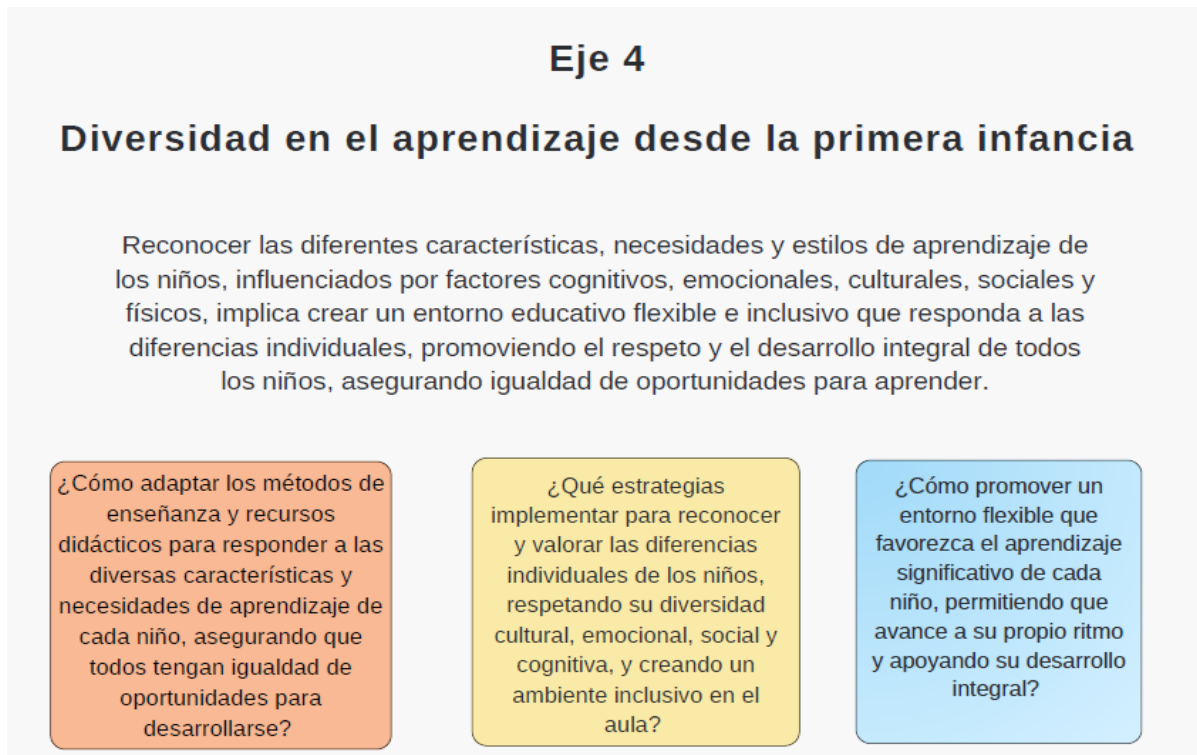 Eje 4
Diversidad en el aprendizaje desde la primera infancia
Reconocer las diferentes características, necesidades y estilos de aprendizaje de
los niños, influenciados por factores cognitivos, emocionales, culturales, sociales y
físicos, implica crear un entorno educativo flexible e inclusivo que responda a las
diferencias individuales, promoviendo el respeto y el desarrollo integral de todos
los niños, asegurando igualdad de oportunidades para aprender.
¿Cómo adaptar los métodos de
enseñanza y recursos
didácticos para responder a las
diversas características y
necesidades de aprendizaje de
cada niño, asegurando que
todos tengan igualdad de
oportunidades para
desarrollarse?
¿Qué estrategias
implementar para reconocer
y valorar las diferencias
individuales de los niños,
respetando su diversidad
cultural, emocional, social y
cognitiva, y creando un
ambiente inclusivo en el
aula?
¿Cómo promover un
entorno flexible que
favorezca el aprendizaje
significativo de cada
niño, permitiendo que
avance a su propio ritmo
y apoyando su desarrollo
integral?